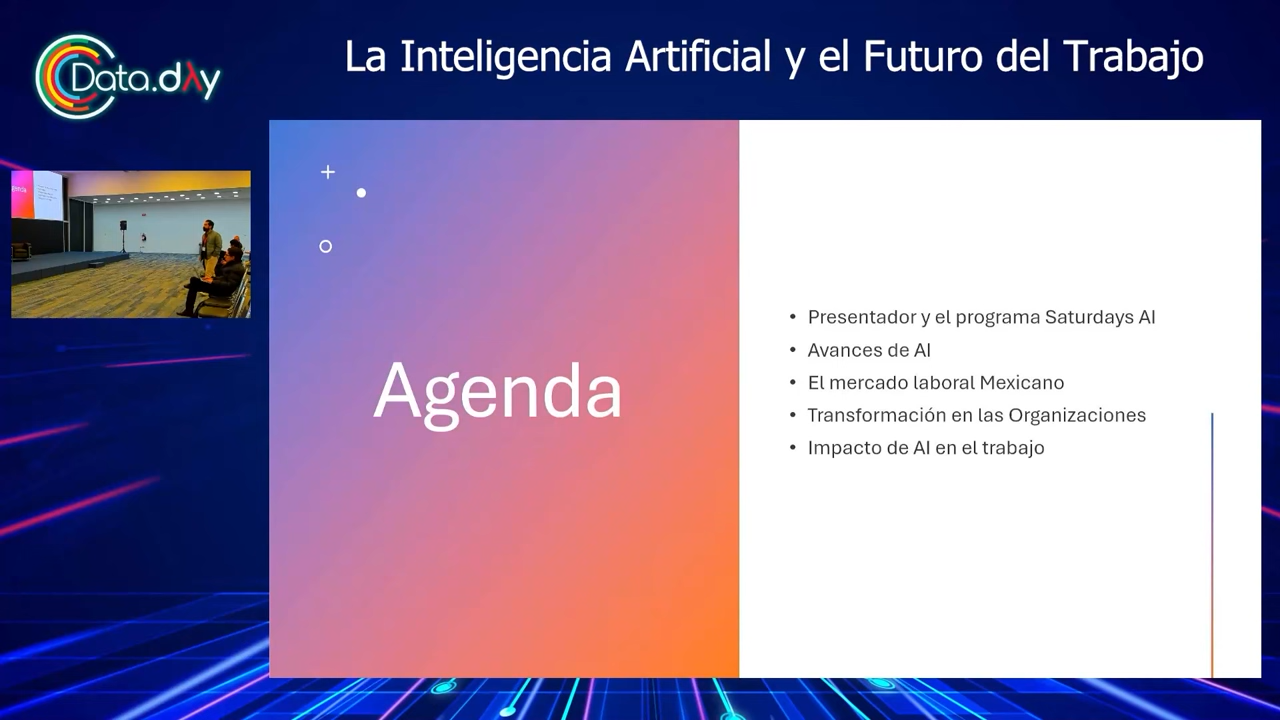 Data.dAy
La Inteligencia Artificial y el Futuro del Trabajo
Agenda
• Presentador y el programa Saturdays AI
• Avances de AI
• El mercado laboral Mexicano
• Transformación en las Organizaciones
• Impacto de AI en el trabajo